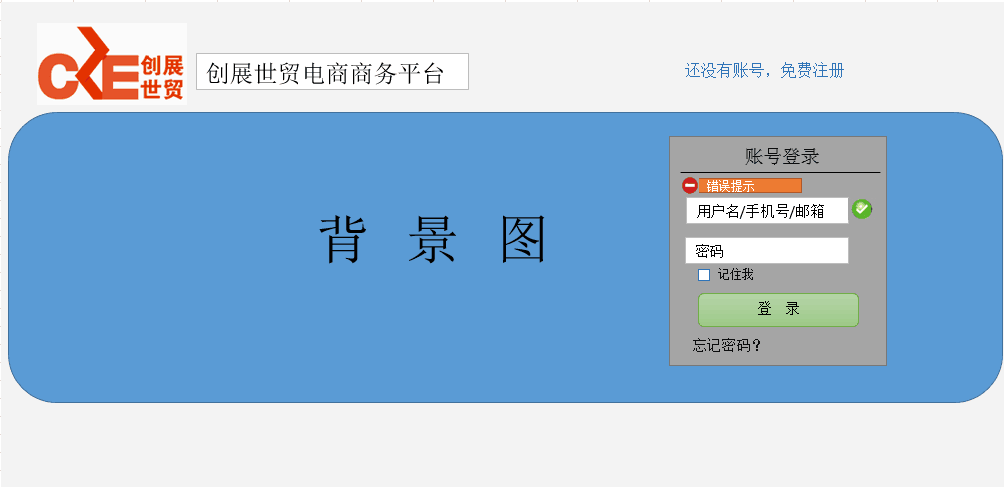 创展
世贸
创展世贸电商商务平台
还没有账号，免费注册
背 景 图
账号登录
错误提示
用户名/手机号/邮箱
密码
记住我
登 录
忘记密码？